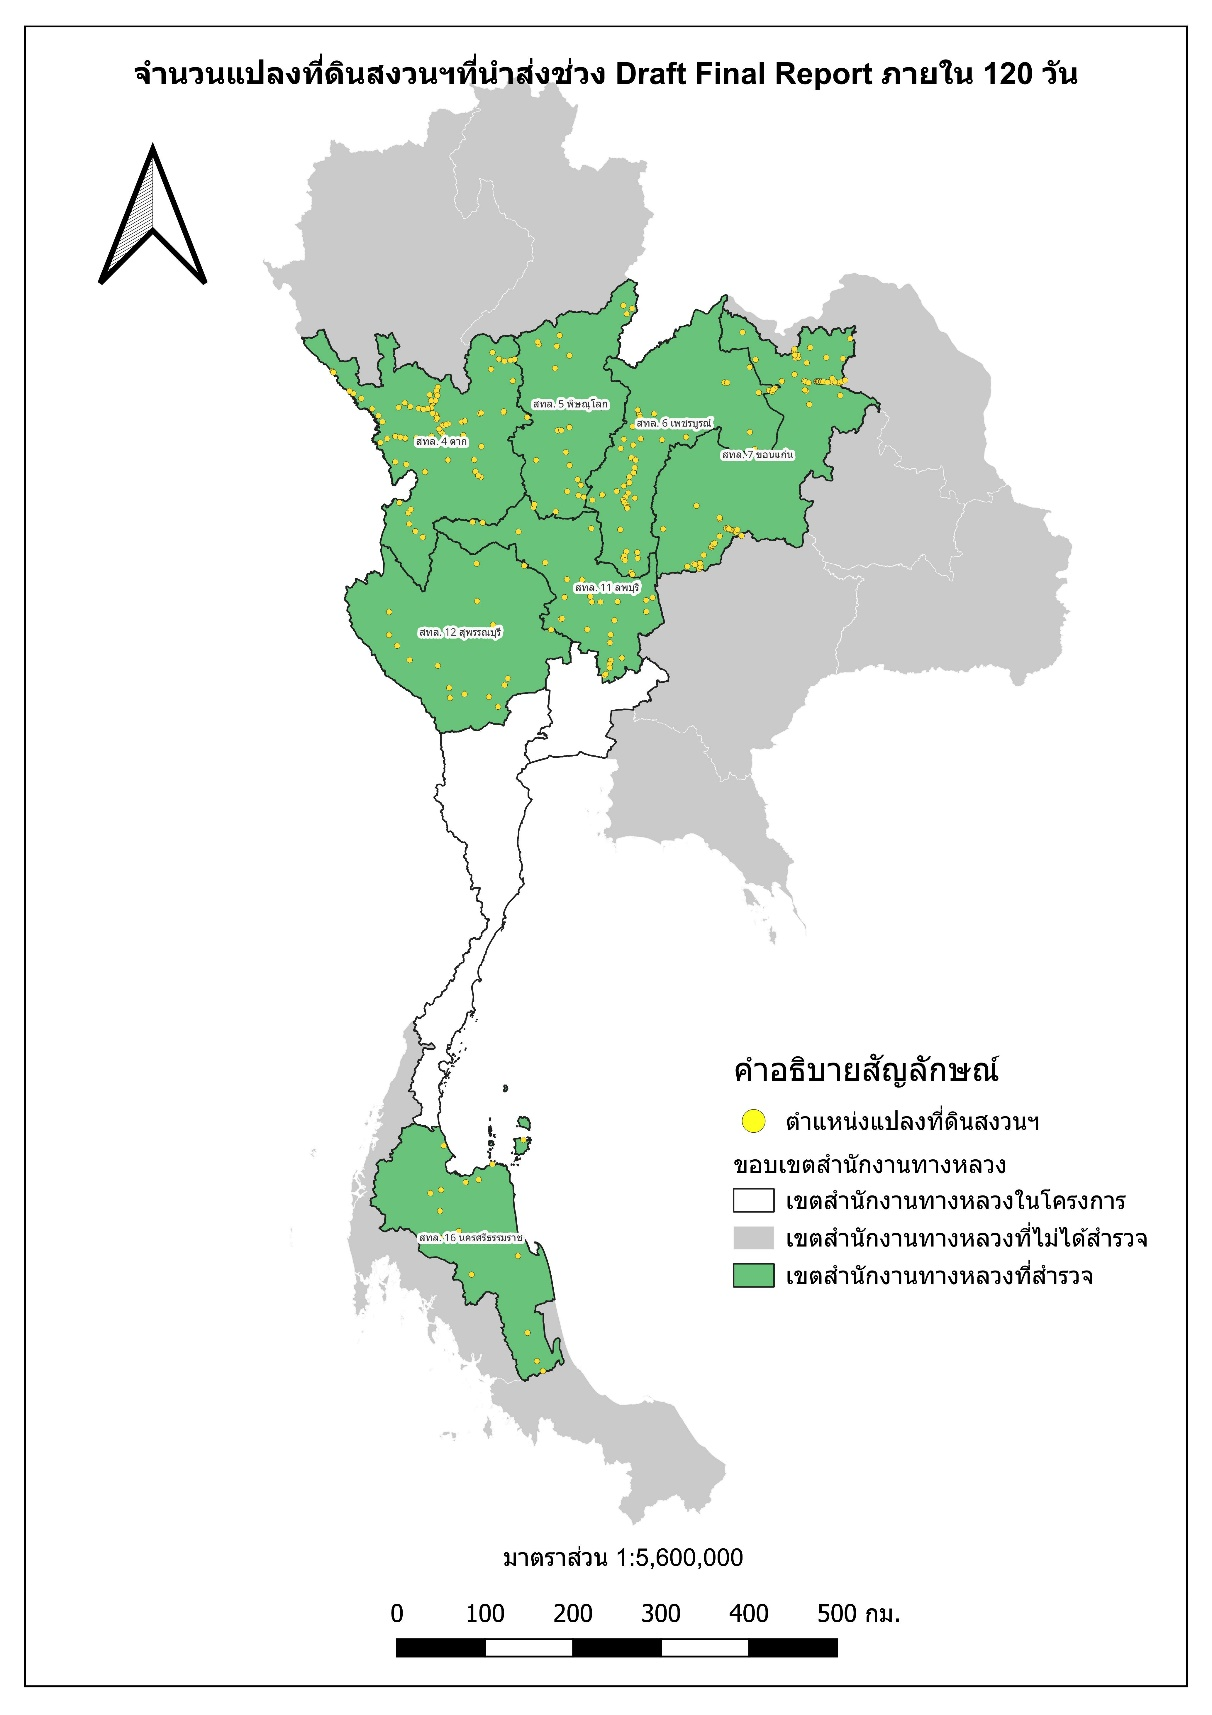 จำนวนแปลงที่ดินสงวนฯที่นำส่งช่วง Draft Final Report ภายใน 120 วัน
สทล. 5 พิษณุโลก
สทล. 6 เพชรบูรณ์
สทล. 4 ตาก
สทล. 7 ขอนแก่น
สทล. 11 ลพบุรี
สทล. 12 สุพรรณบุรี
สทล. 16 นครศรีธรรมราช
คำอธิบายสัญลักษณ์
ตำแหน่งแปลงที่ดินสงวนฯ
ขอบเขตสำนักงานทางหลวง
เขตสำนักงานทางหลวงในโครงการ
เขตสำนักงานทางหลวงที่ไม่ได้สำรวจ
เขตสำนักงานทางหลวงที่สำรวจ
มาตราส่วน 1:5,600,000
0 100 200 300 400 500 กม.